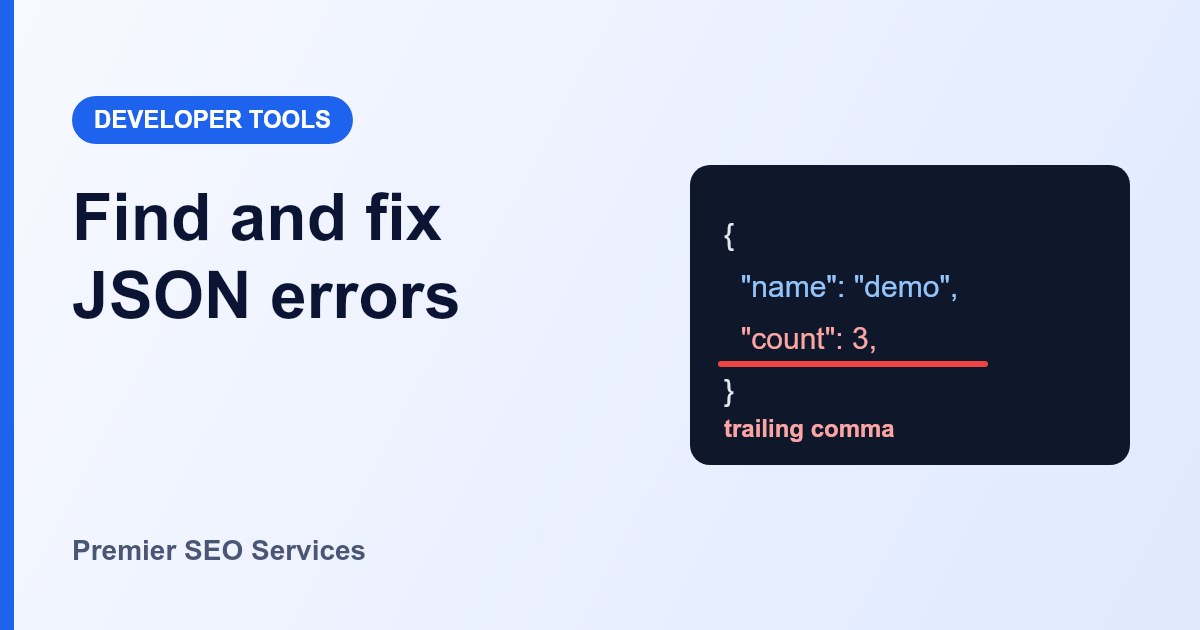 DEVELOPER TOOLS
Find and fix
JSON errors
{
"name": "demo",
"count": 3,
}
trailing comma
Premier SEO Services